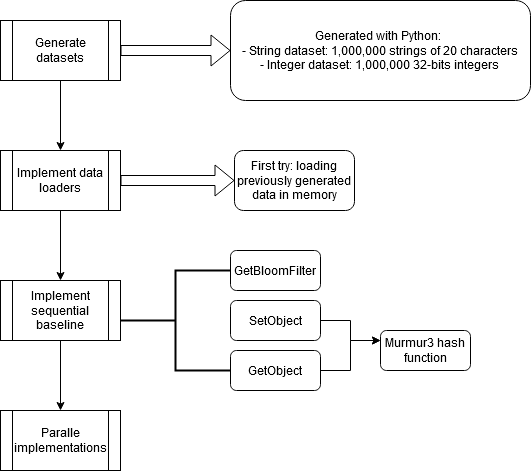 Generate
datasets
Generated with Python:
- String dataset: 1,000,000 strings of 20 characters
- Integer dataset: 1,000,000 32-bits integers
Implement data
loaders
First try: loading
previously generated
data in memory
Implement
sequential
baseline
GetBloomFilter
SetObject
GetObject
Murmur3 hash
function
Paralle
implementations